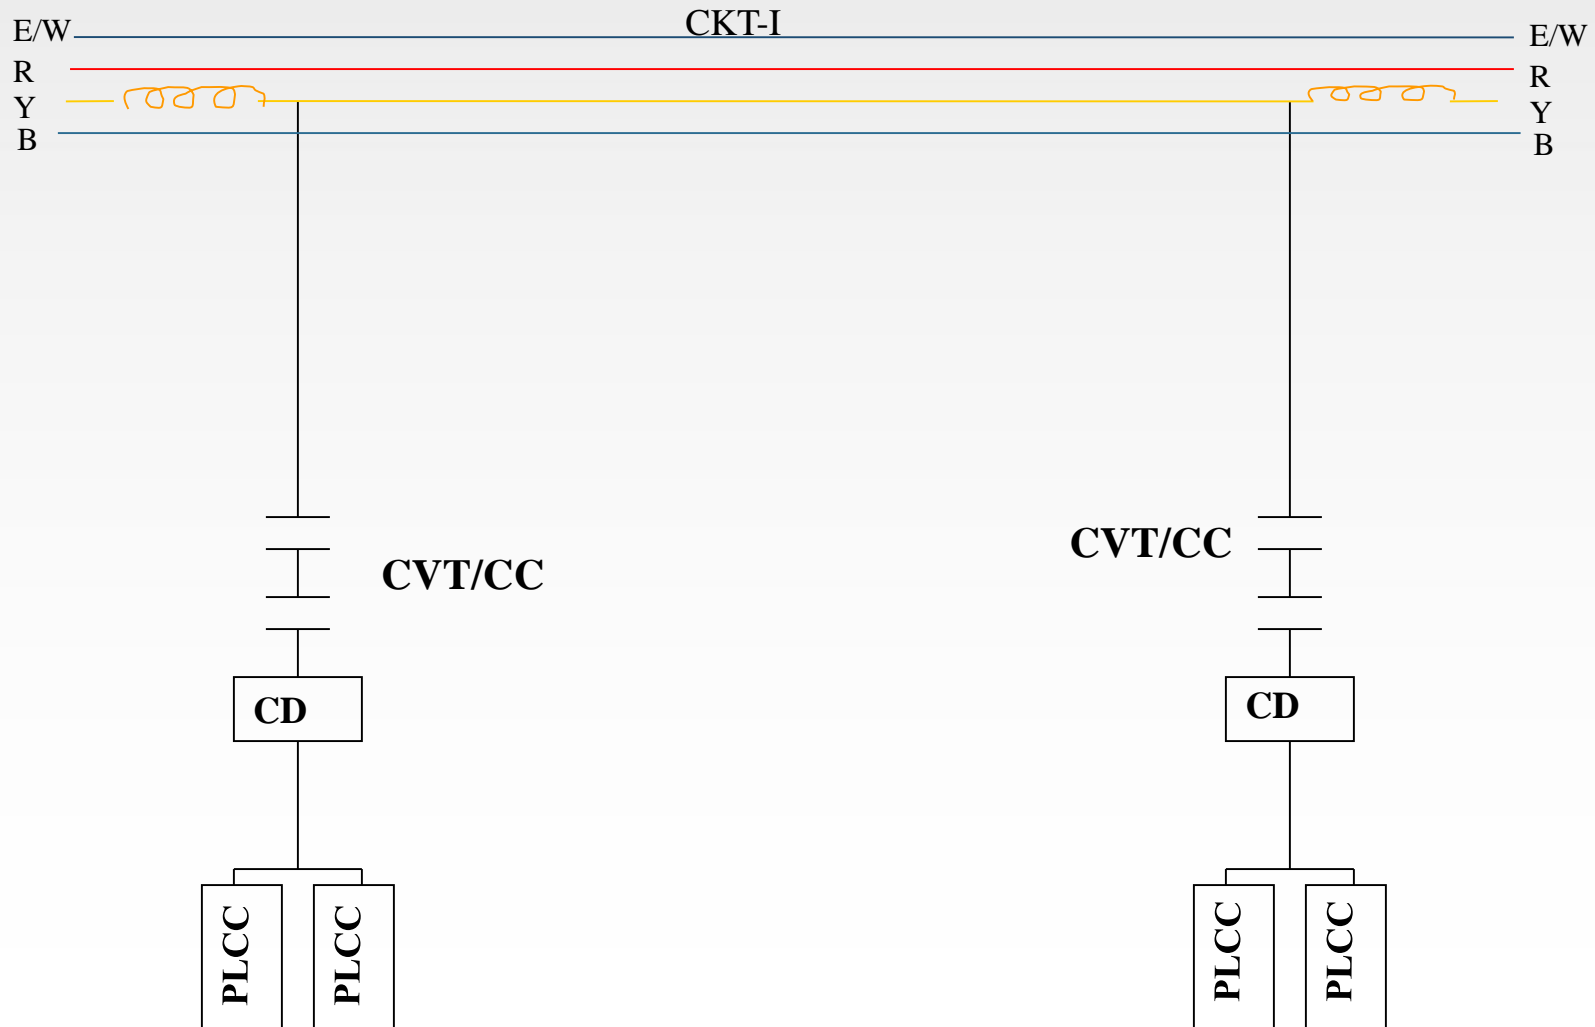 CKT-I
E/W
E/W
R
R
Y
Y
B
B
CVT/CC
CVT/CC
CD
CD
PLCC
PLCC
PLCC
PLCC